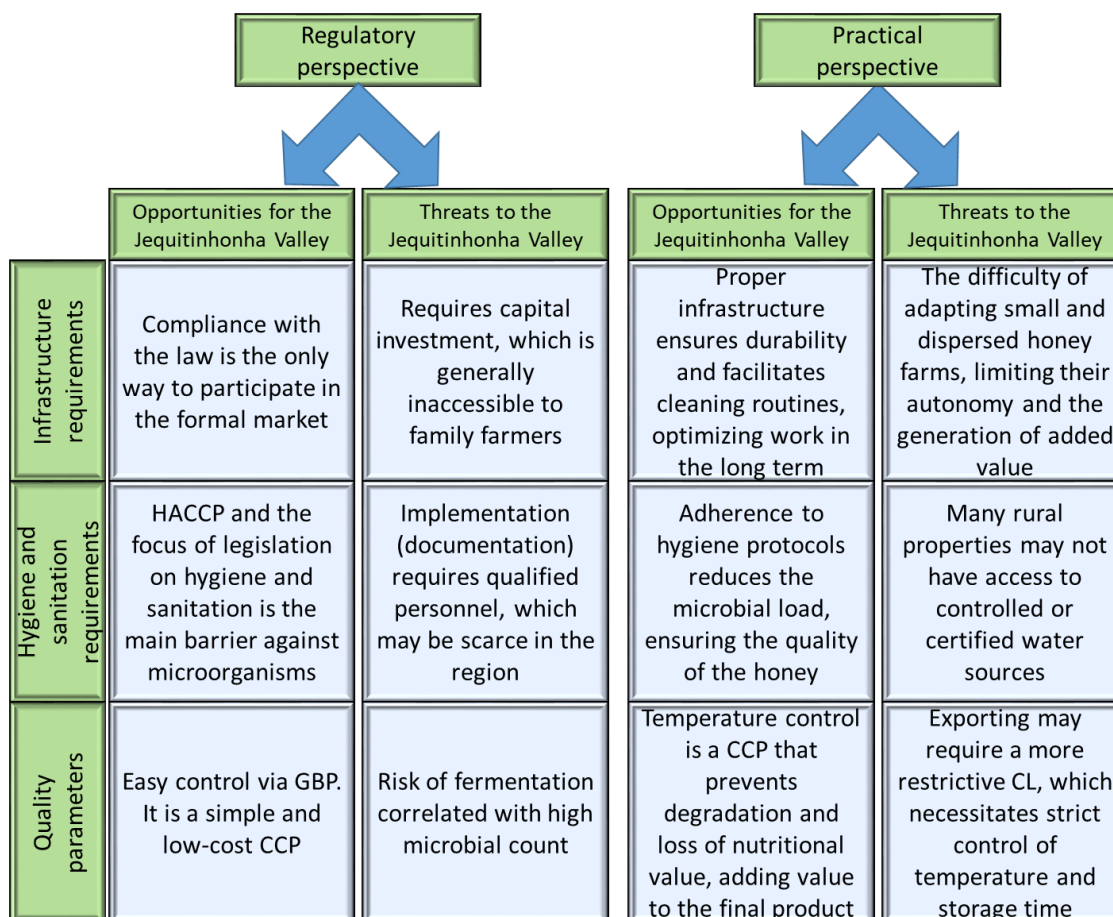 Regulatory
perspective
Practical
perspective
Opportunities for the
Jequitinhonha Valley
Threats to the
Jequitinhonha Valley
Opportunities for the
Jequitinhonha Valley
Threats to the
Jequitinhonha Valley
Infrastructure
requirements
Compliance with
the law is the only
way to participate in
the formal market
Requires capital
investment, which is
generally
inaccessible to
family farmers
Proper
infrastructure
ensures durability
and facilitates
cleaning routines,
optimizing work in
the long term
The difficulty of
adapting small and
dispersed honey
farms, limiting their
autonomy and the
generation of added
value
Hygiene and
sanitation
requirements
HACCP and the
focus of legislation
on hygiene and
sanitation is the
main barrier against
microorganisms
Implementation
(documentation)
requires qualified
personnel, which
may be scarce in the
region
Adherence to
hygiene protocols
reduces the
microbial load,
ensuring the quality
of the honey
Many rural
properties may not
have access to
controlled or
certified water
sources
Quality
parameters
Easy control via GBP.
It is a simple and
low-cost CCP
Risk of fermentation
correlated with high
microbial count
Temperature control
is a CCP that
prevents
degradation and
loss of nutritional
value, adding value
to the final product
Exporting may
require a more
restrictive CL, which
necessitates strict
control of
temperature and
storage time